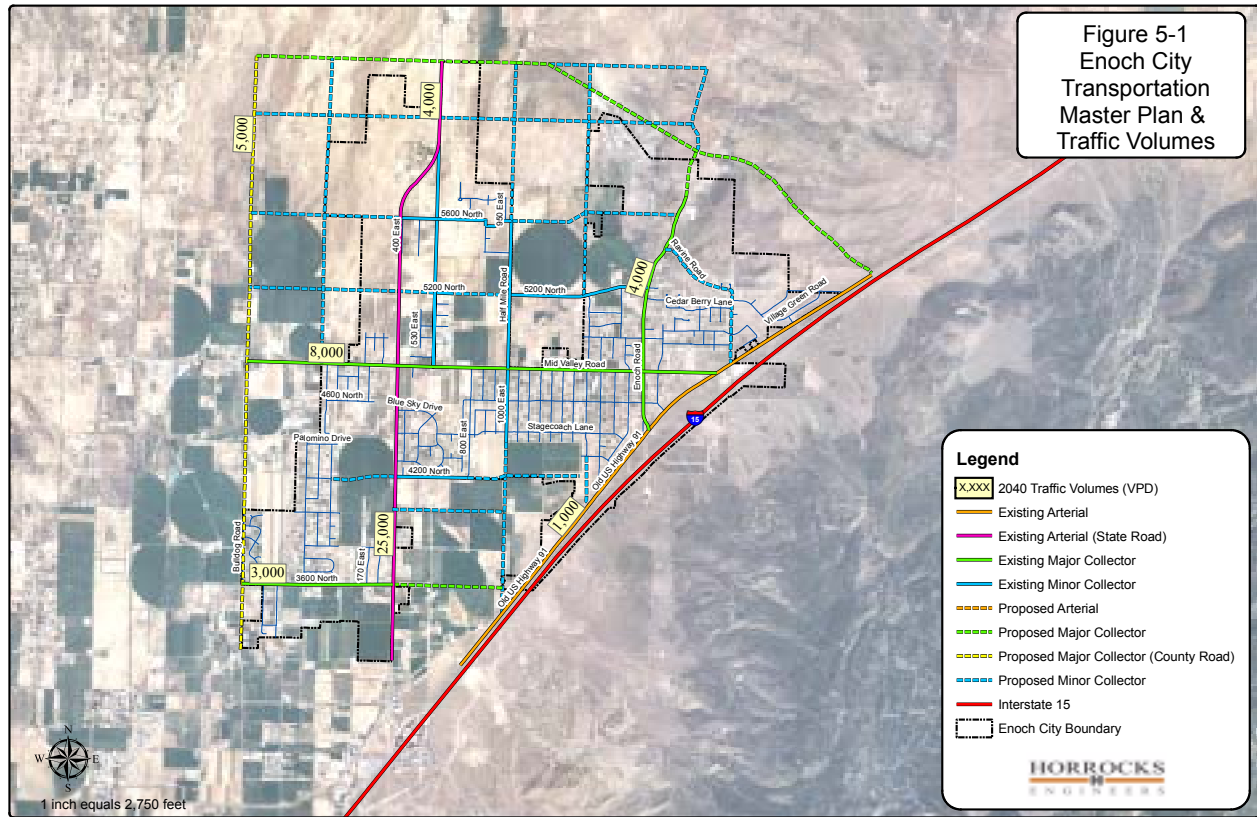 Figure 5-1
Enoch City
Transportation
Master Plan &
Traffic Volumes
4,000
5,000
5600 North
950 East
400 East
Ravine Road
4,000
5200 North
5200 North
Half Mile Road
Cedar Berry Lane
Village Green Road
530 East
8,000
Mid Valley Road
Enoch Road
4600 North
Blue Sky Drive
1000 East
15
Stagecoach Lane
800 East
Palomino Drive
Old US Highway 91
4200 North
1,000
25,000
Bulldog Road
170 East
3,000
3600 North
Old US Highway 91
Legend
X,XXX 2040 Traffic Volumes (VPD)
Existing Arterial
Existing Arterial (State Road)
Existing Major Collector
Existing Minor Collector
Proposed Arterial
Proposed Major Collector
Proposed Major Collector (County Road)
Proposed Minor Collector
Interstate 15
Enoch City Boundary
HORROCKS
ENGINEERS
N
W E
S
1 inch equals 2,750 feet